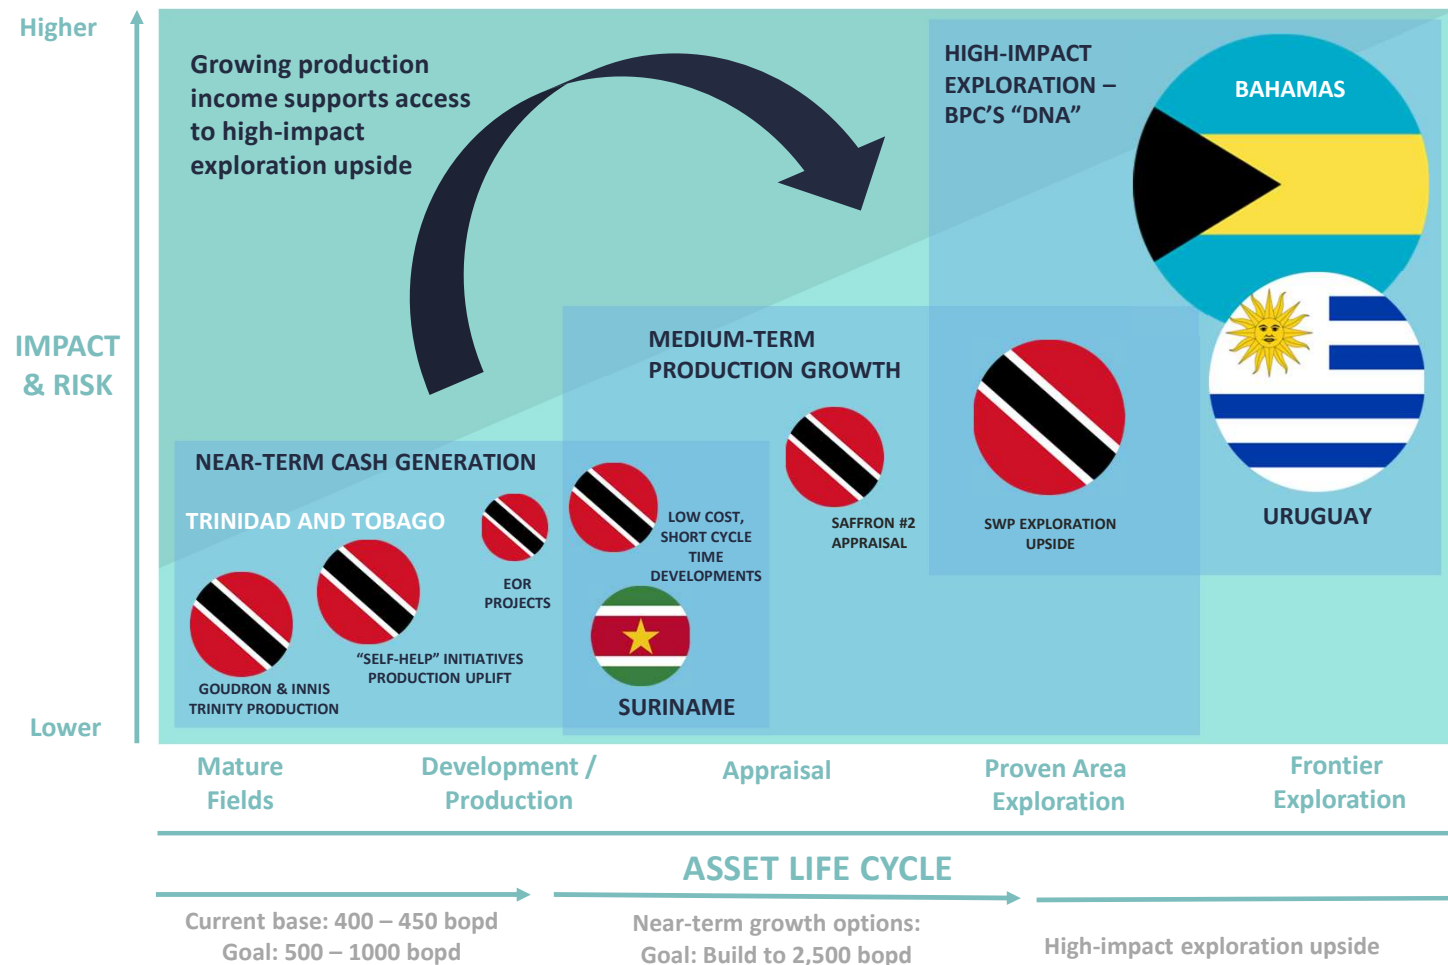 Higher
Growing production
income supports access
to high-impact
exploration upside
HIGH-IMPACT
EXPLORATION –
BPC'S “DNA”
BAHAMAS
IMPACT
& RISK
MEDIUM-TERM
PRODUCTION GROWTH
NEAR-TERM CASH GENERATION
TRINIDAD AND TOBAGO
LOW COST,
SHORT CYCLE
TIME
DEVELOPMENTS
SAFFRON #2
APPRAISAL
SWP EXPLORATION
UPSIDE
URUGUAY
EOR
PROJECTS
“SELF-HELP” INITIATIVES
PRODUCTION UPLIFT
GOUDRON & INNIS
TRINITY PRODUCTION
SURINAME
Lower
Mature
Fields
Development /
Production
Appraisal
Proven Area
Exploration
Frontier
Exploration
ASSET LIFE CYCLE
Current base: 400 – 450 bopd
Goal: 500 – 1000 bopd
Near-term growth options:
Goal: Build to 2,500 bopd
High-impact exploration upside